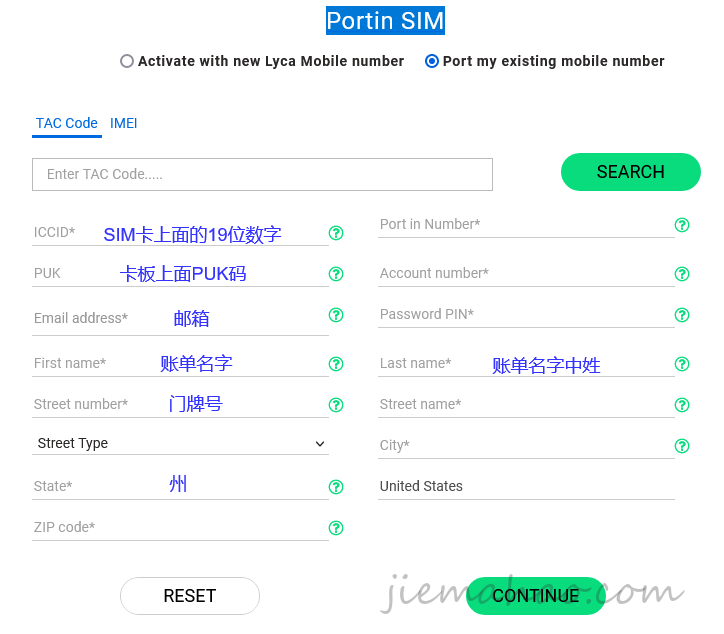 Portin SIM
Activate with new Lyca Mobile number Port my existing mobile number
TAC Code IMEI
Enter TAC Code..... SEARCH
ICCID* SIM卡上面的19位数字 Port in Number*
PUK 卡板上面PUK码 Account number*
Email address* 邮箱 Password PIN*
First name* 账单名字 Last name* 账单名字中姓
Street number* 门牌号 Street name*
Street Type City*
State* 州 United States
ZIP code*
RESET CONTINUE